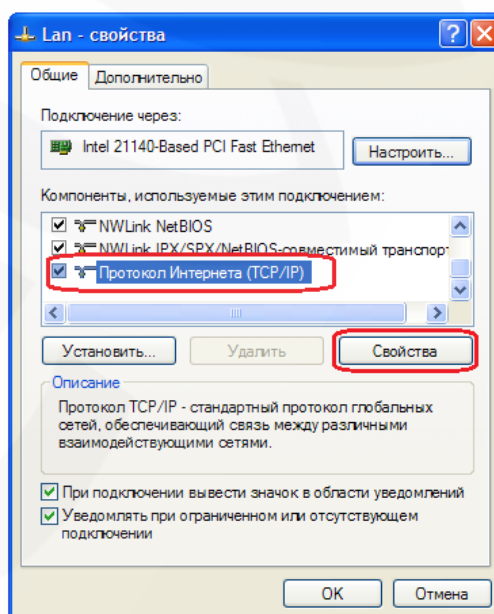 Lan - свойства
Общие
Дополнительно
Подключение через:
Intel 21140-Based PCI Fast Ethernet
Настроить...
Компоненты, используемые этим подключением:
NWLink NetBIOS
NWLink IPX/SPX/NetBIOS-совместимый транспорт
Протокол Интернета (TCP/IP)
Установить...
Удалить
Свойства
Описание
Протокол TCP/IP - стандартный протокол глобальных
сетей, обеспечивающий связь между различными
взаимодействующими сетями.
При подключении вывести значок в области уведомлений
Уведомлять при ограниченном или отсутствующем
подключении
OK
Отмена